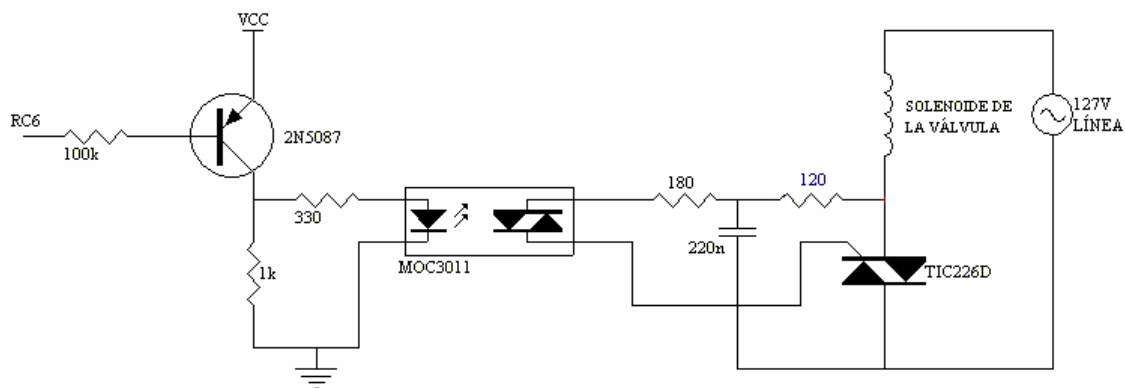 VCC
RC6
100k
2N5087
330
1k
MOC3011
180
220n
120
SOLENOIDE DE
LA VÁLVULA
127V
LÍNEA
TIC226D